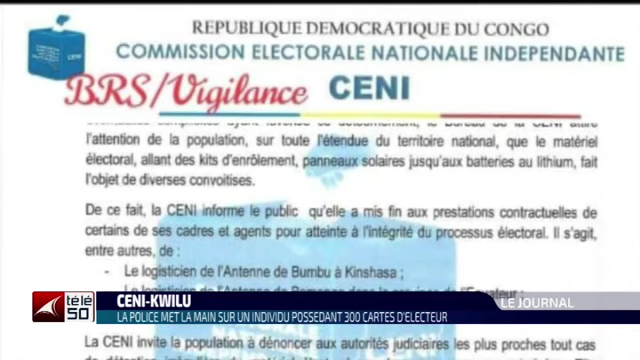 REPUBLIQUE DEMOCRATIQUE DU CONGO
COMMISSION ELECTORALE NATIONALE INDEPENDANTE
CENI
BRS/Vigilance CENI
l'attention de la population, sur toute l'étendue du territoire national, que le matériel
électoral, allant des kits d'enrôlement, panneaux solaires jusqu'aux batteries au lithium, fait
l'objet de diverses convoitises.
De ce fait, la CENI informe le public qu'elle a mis fin aux prestations contractuelles de
certains de ses cadres et agents pour atteinte à l'intégrité du processus électoral. Il s'agit,
entre autres, de :
- Le logisticien de l'Antenne de Bumbu à Kinshasa ;
CENI-KWILU
LE JOURNAL
télé 50
LA POLICE MET LA MAIN SUR UN INDIVIDU POSSEDANT 300 CARTES D'ELECTEUR
La CENI invite la population à dénoncer aux autorités judiciaires les plus proches tout cas